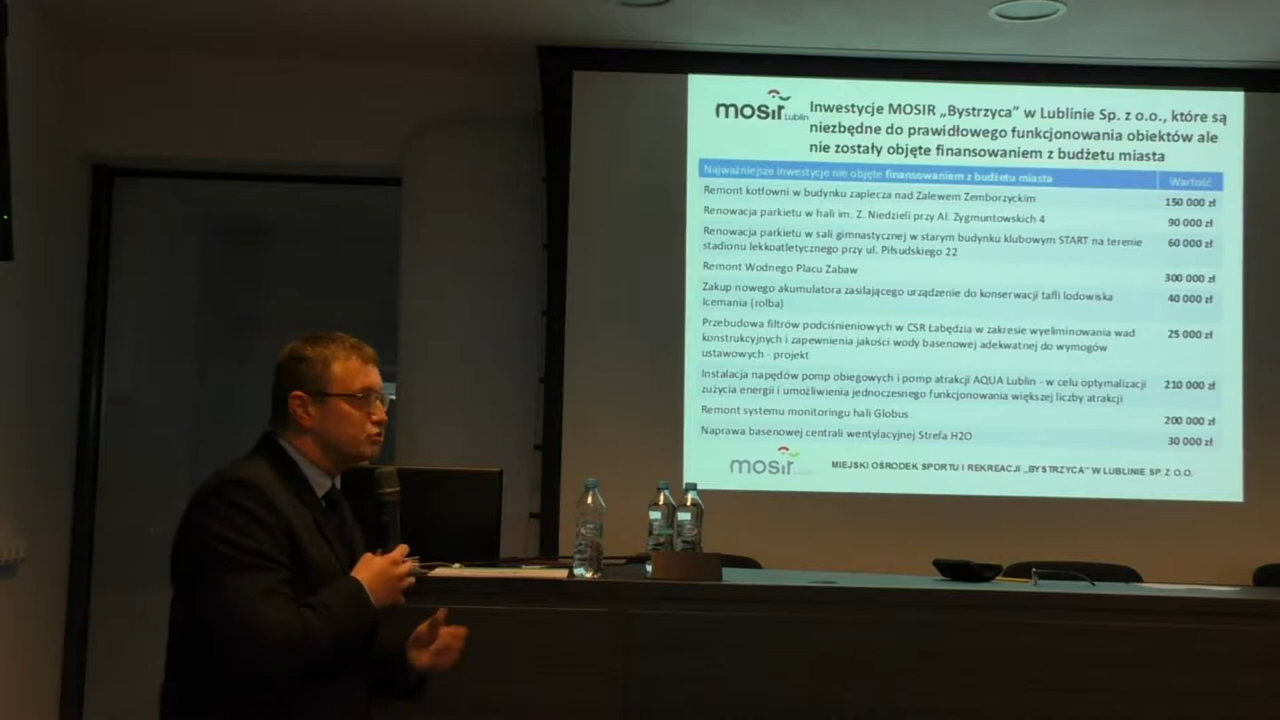 mosir Lublin
Inwestycje MOSIR „Bystrzyca” w Lublinie Sp. z o.o., które są
niezbędne do prawidłowego funkcjonowania obiektów ale
nie zostały objęte finansowaniem z budżetu miasta
Najważniejsze inwestycje nie objęte finansowaniem z budżetu miasta Wartość
Remont kotłowni w budynku zaplecza nad Zalewem Zemborzyckim 150 000 zł
Renowacja parkietu w hali im. Z. Niedzieli przy Al. Zygmuntowskich 4 90 000 zł
Renowacja parkietu w sali gimnastycznej w starym budynku klubowym START na terenie 60 000 zł
stadionu lekkoatletycznego przy ul. Piłsudskiego 22
Remont Wodnego Placu Zabaw 300 000 zł
Zakup nowego akumulatora zasilającego urządzenie do konserwacji tafli lodowiska 40 000 zł
Icemania (rolba)
Przebudowa filtrów podciśnieniowych w CSR Łabędzia w zakresie wyeliminowania wad 25 000 zł
konstrukcyjnych i zapewnienia jakości wody basenowej adekwatnej do wymogów
ustawowych - projekt
Instalacja napędów pomp obiegowych i pomp atrakcji AQUA Lublin - w celu optymalizacji 210 000 zł
zużycia energii i umożliwienia jednoczesnego funkcjonowania większej liczby atrakcji
Remont systemu monitoringu hali Globus 200 000 zł
Naprawa basenowej centrali wentylacyjnej Strefa H2O 30 000 zł
mosir MIEJSKI OŚRODEK SPORTU I REKREACJI „BYSTRZYCA” W LUBLINIE SP. Z O.O.